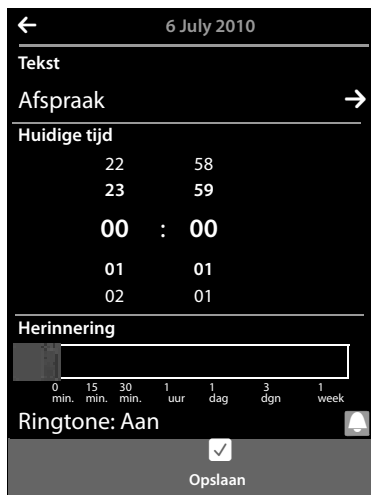 6 July 2010
Tekst
Afspraak
Huidige tijd
22 58
23 59
00 : 00
01 01
02 01
Herinnering
0 min. 15 min. 30 min. 1 uur 1 dag 3 dgn 1 week
Ringtone: Aan
Opslaan